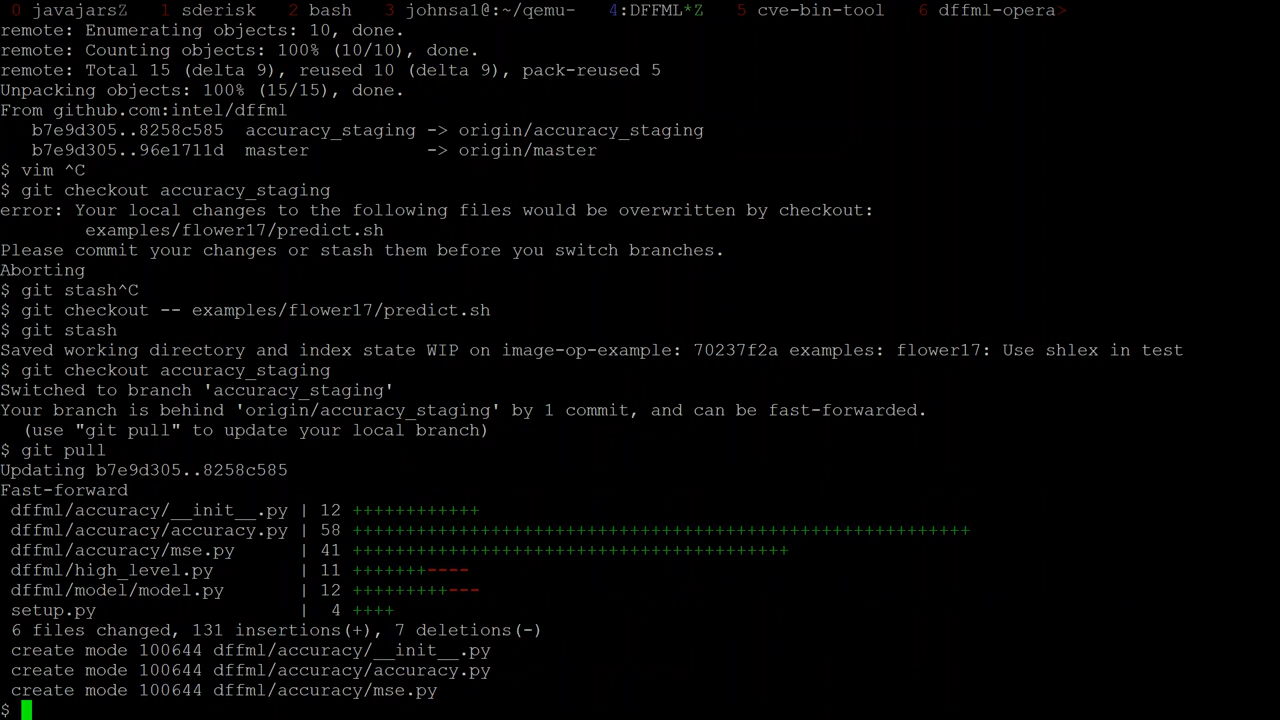 0 javajarsZ  1 sderisk  2 bash  3 johnsa1@:~/qemu-  4:DFFML*Z  5 cve-bin-tool  6 dffml-opera>
remote: Enumerating objects: 10, done.
remote: Counting objects: 100% (10/10), done.
remote: Total 15 (delta 9), reused 10 (delta 9), pack-reused 5
Unpacking objects: 100% (15/15), done.
From github.com:intel/dffml
   b7e9d305..8258c585  accuracy_staging -> origin/accuracy_staging
   b7e9d305..96e1711d  master           -> origin/master
$ vim ^C
$ git checkout accuracy_staging
error: Your local changes to the following files would be overwritten by checkout:
        examples/flower17/predict.sh
Please commit your changes or stash them before you switch branches.
Aborting
$ git stash^C
$ git checkout -- examples/flower17/predict.sh
$ git stash
Saved working directory and index state WIP on image-op-example: 70237f2a examples: flower17: Use shlex in test
$ git checkout accuracy_staging
Switched to branch 'accuracy_staging'
Your branch is behind 'origin/accuracy_staging' by 1 commit, and can be fast-forwarded.
  (use "git pull" to update your local branch)
$ git pull
Updating b7e9d305..8258c585
Fast-forward
 dffml/accuracy/__init__.py | 12 ++++++++++++
 dffml/accuracy/accuracy.py | 58 ++++++++++++++++++++++++++++++++++++++++++++++++++++++++++
 dffml/accuracy/mse.py      | 41 +++++++++++++++++++++++++++++++++++++++++
 dffml/high_level.py        | 11 +++++++----
 dffml/model/model.py       | 12 +++++++++---
 setup.py                   |  4 ++++
 6 files changed, 131 insertions(+), 7 deletions(-)
 create mode 100644 dffml/accuracy/__init__.py
 create mode 100644 dffml/accuracy/accuracy.py
 create mode 100644 dffml/accuracy/mse.py
$